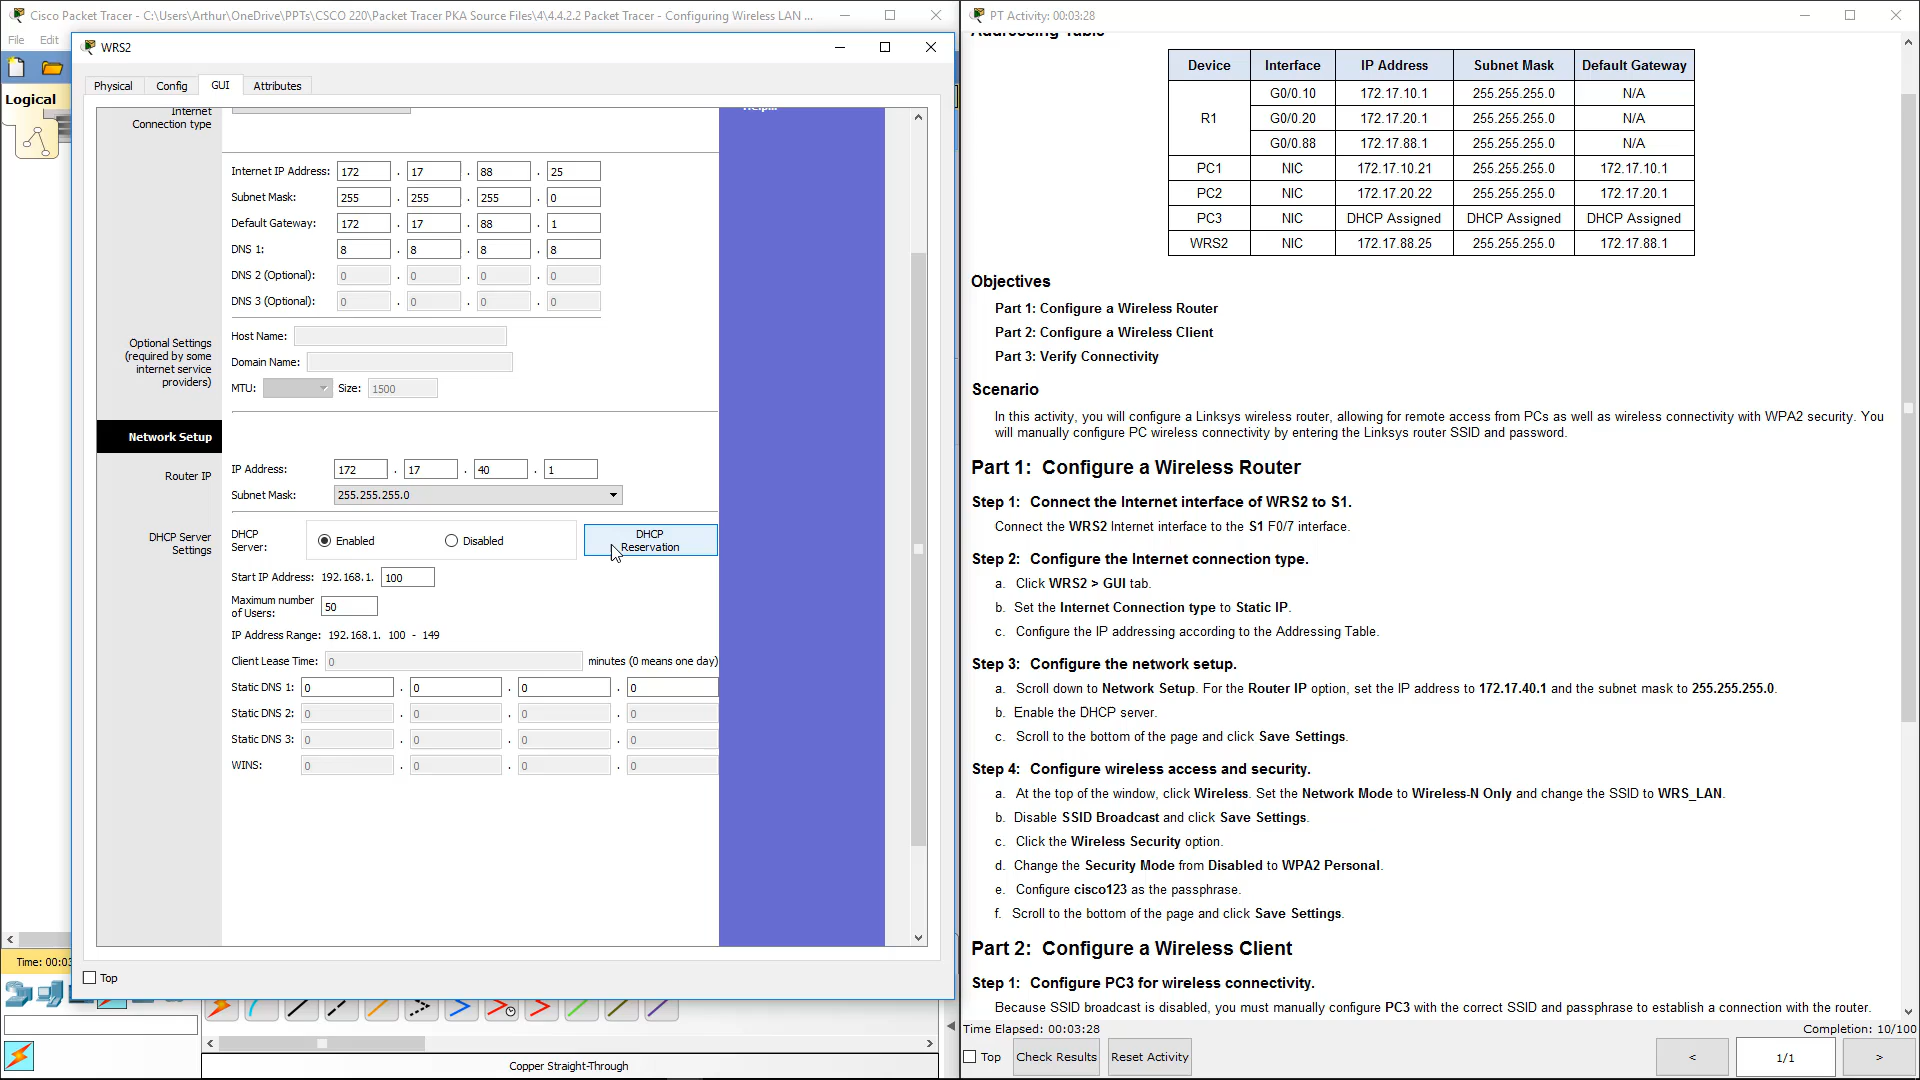 Cisco Packet Tracer - C:\Users\Arthur\OneDrive\PPTs\CSCO 220\Packet Tracer PKA Source Files\4\4.4.2.2 Packet Tracer - Configuring Wireless LAN ...
File Edit
Logical
WRS2
Physical Config GUI Attributes
Internet
Connection type
Help...
Internet IP Address: 172 . 17 . 88 . 25
Subnet Mask: 255 . 255 . 255 . 0
Default Gateway: 172 . 17 . 88 . 1
DNS 1: 8 . 8 . 8 . 8
DNS 2 (Optional): 0 . 0 . 0 . 0
DNS 3 (Optional): 0 . 0 . 0 . 0
Optional Settings
(required by some
internet service
providers)
Host Name:
Domain Name:
MTU: Size: 1500
Network Setup
Router IP
IP Address: 172 . 17 . 40 . 1
Subnet Mask: 255.255.255.0
DHCP Server
Settings
DHCP
Server:
Enabled Disabled
DHCP
Reservation
Start IP Address: 192.168.1. 100
Maximum number
of Users: 50
IP Address Range: 192.168.1. 100 - 149
Client Lease Time: 0 minutes (0 means one day)
Static DNS 1: 0 . 0 . 0 . 0
Static DNS 2: 0 . 0 . 0 . 0
Static DNS 3: 0 . 0 . 0 . 0
WINS: 0 . 0 . 0 . 0
Top
Time: 00:03
Copper Straight-Through
PT Activity: 00:03:28
Addressing Table
Device Interface IP Address Subnet Mask Default Gateway
R1
G0/0.10 172.17.10.1 255.255.255.0 N/A
G0/0.20 172.17.20.1 255.255.255.0 N/A
G0/0.88 172.17.88.1 255.255.255.0 N/A
PC1 NIC 172.17.10.21 255.255.255.0 172.17.10.1
PC2 NIC 172.17.20.22 255.255.255.0 172.17.20.1
PC3 NIC DHCP Assigned DHCP Assigned DHCP Assigned
WRS2 NIC 172.17.88.25 255.255.255.0 172.17.88.1
Objectives
Part 1: Configure a Wireless Router
Part 2: Configure a Wireless Client
Part 3: Verify Connectivity
Scenario
In this activity, you will configure a Linksys wireless router, allowing for remote access from PCs as well as wireless connectivity with WPA2 security. You
will manually configure PC wireless connectivity by entering the Linksys router SSID and password.
Part 1: Configure a Wireless Router
Step 1: Connect the Internet interface of WRS2 to S1.
Connect the WRS2 Internet interface to the S1 F0/7 interface.
Step 2: Configure the Internet connection type.
a. Click WRS2 > GUI tab.
b. Set the Internet Connection type to Static IP.
c. Configure the IP addressing according to the Addressing Table.
Step 3: Configure the network setup.
a. Scroll down to Network Setup. For the Router IP option, set the IP address to 172.17.40.1 and the subnet mask to 255.255.255.0.
b. Enable the DHCP server.
c. Scroll to the bottom of the page and click Save Settings.
Step 4: Configure wireless access and security.
a. At the top of the window, click Wireless. Set the Network Mode to Wireless-N Only and change the SSID to WRS_LAN.
b. Disable SSID Broadcast and click Save Settings.
c. Click the Wireless Security option.
d. Change the Security Mode from Disabled to WPA2 Personal.
e. Configure cisco123 as the passphrase.
f. Scroll to the bottom of the page and click Save Settings.
Part 2: Configure a Wireless Client
Step 1: Configure PC3 for wireless connectivity.
Because SSID broadcast is disabled, you must manually configure PC3 with the correct SSID and passphrase to establish a connection with the router.
Time Elapsed: 00:03:28 Completion: 10/100
Top Check Results Reset Activity < 1/1 >